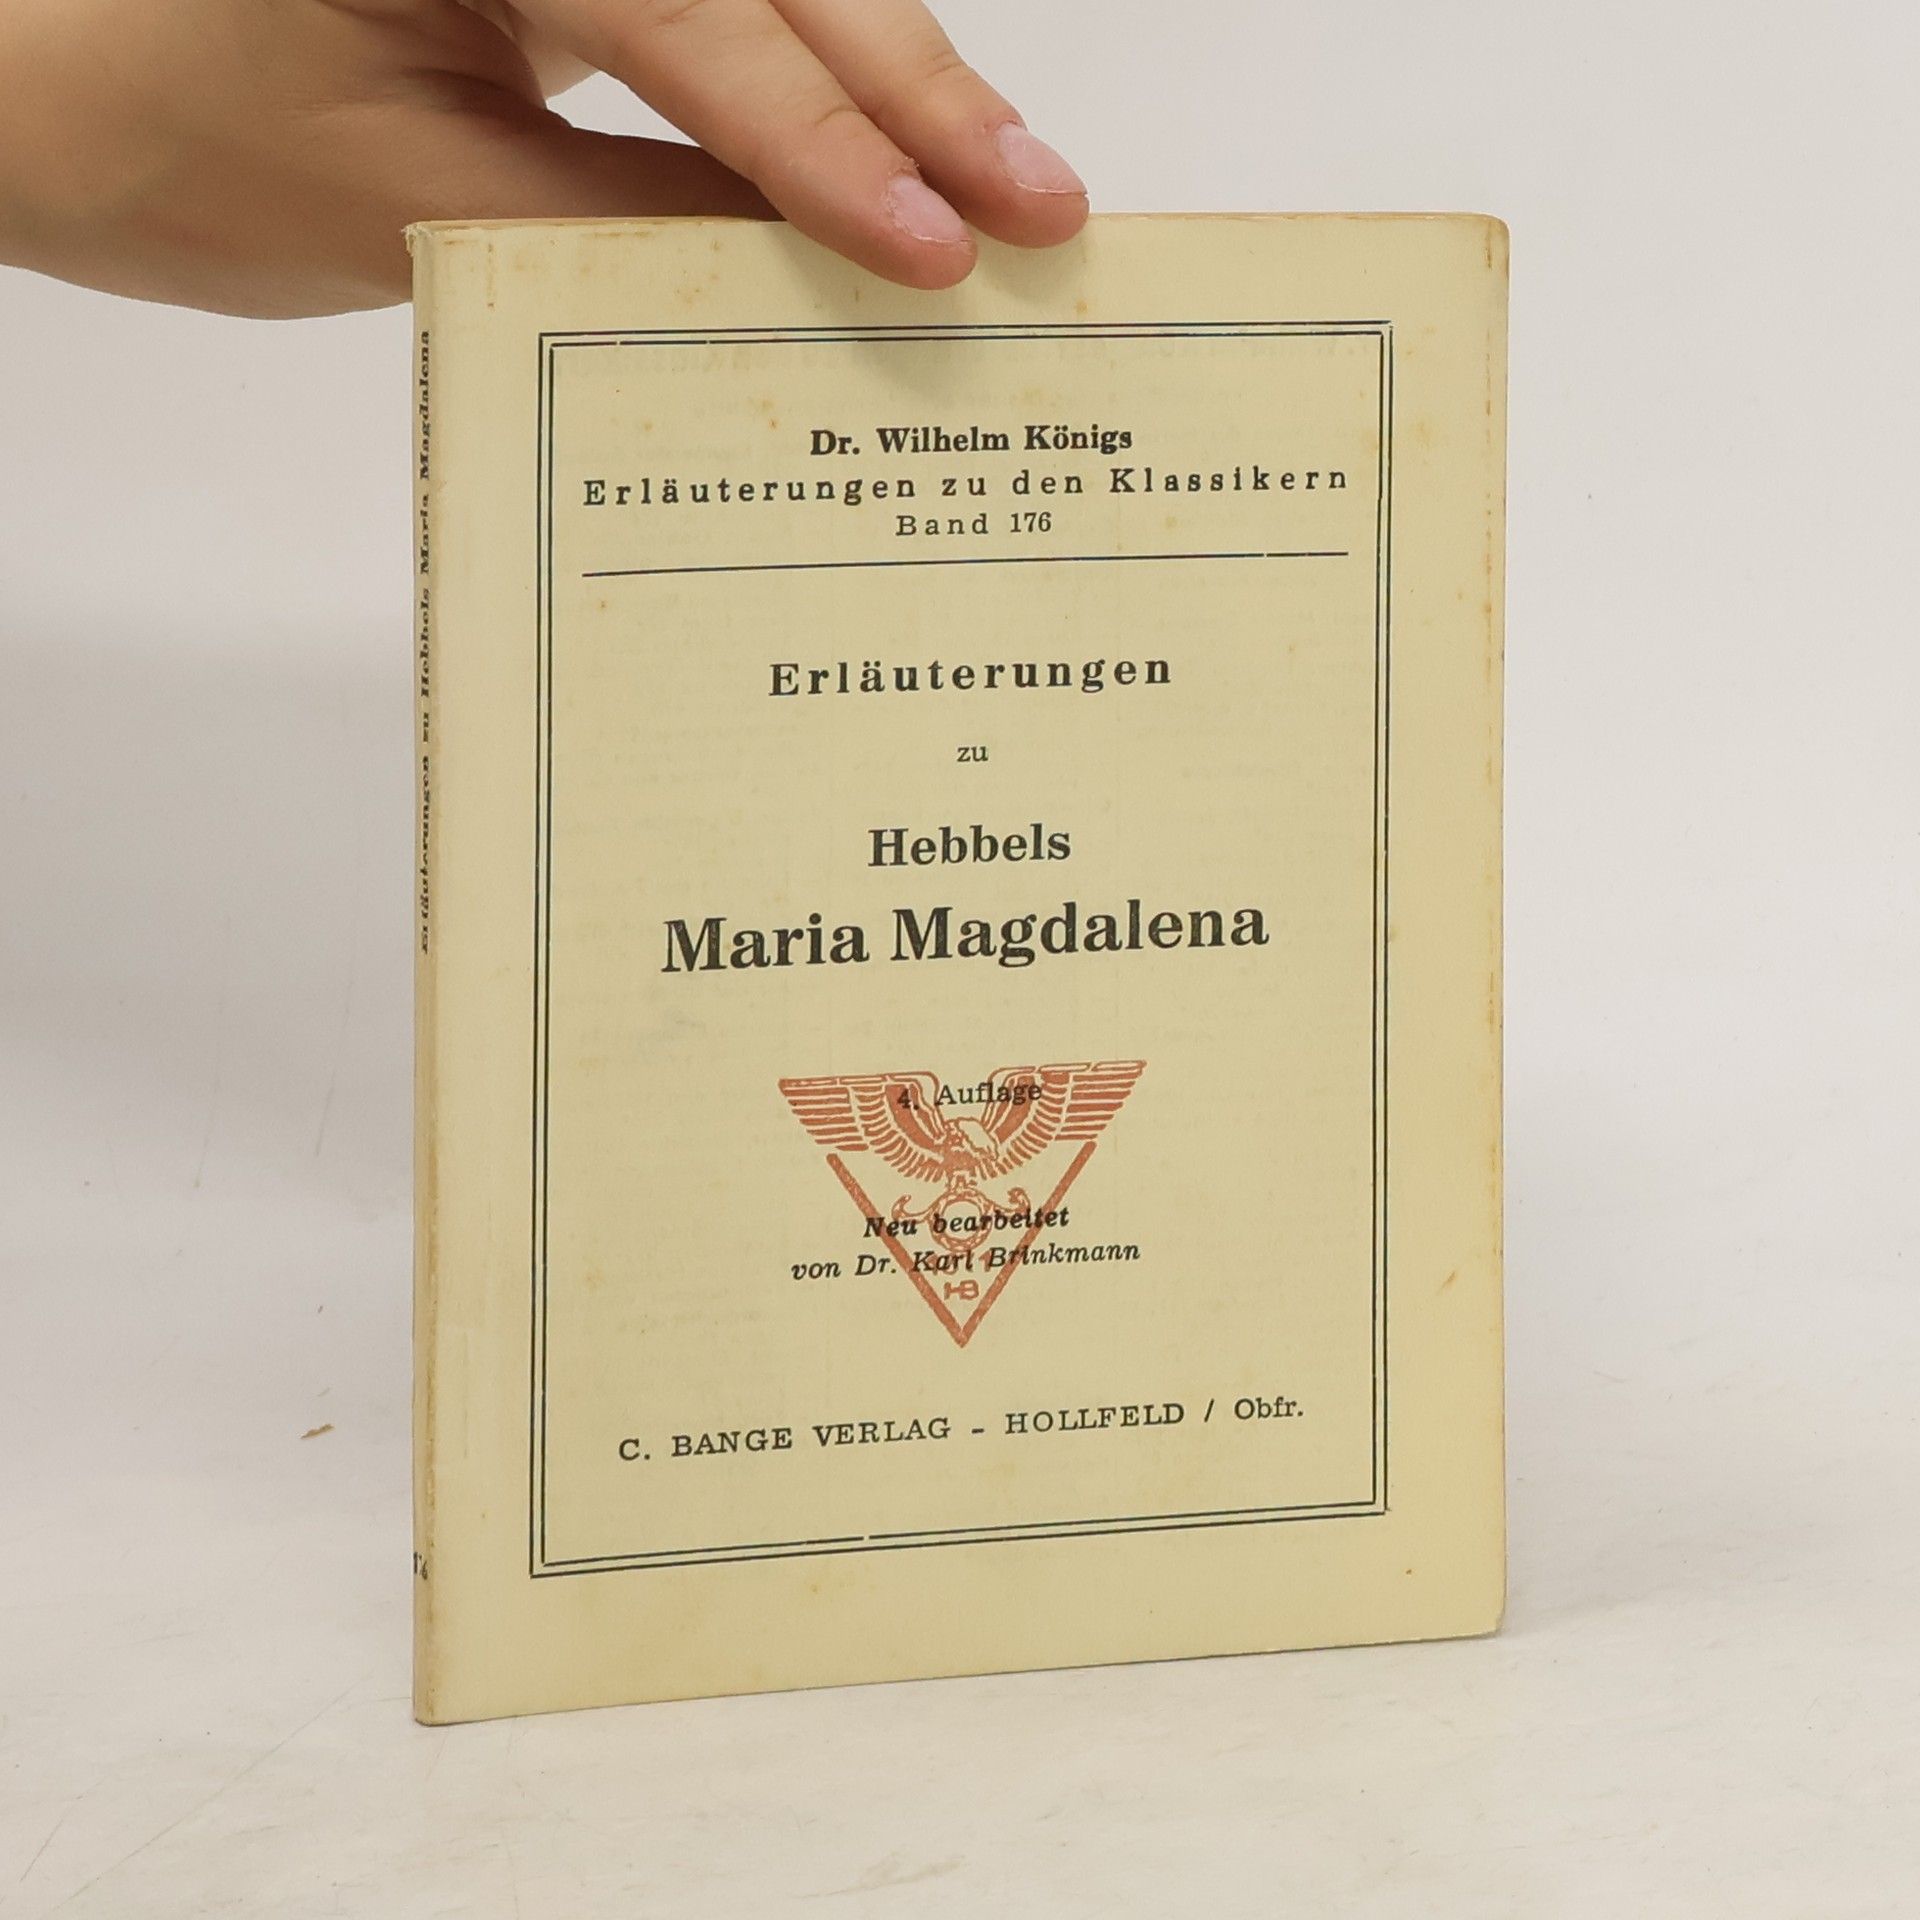 Dr. Wilhelm Königs
Erläuterungen zu den Klassikern
Band 176
Erläuterungen
zu
Hebbels
Maria Magdalena
4. Auflage
Neu bearbeitet
von Dr. Karl Brinkmann
HB
C. BANGE VERLAG - HOLLFELD / Obfr.
Erläuterungen zu Hebbels Maria Magdalena